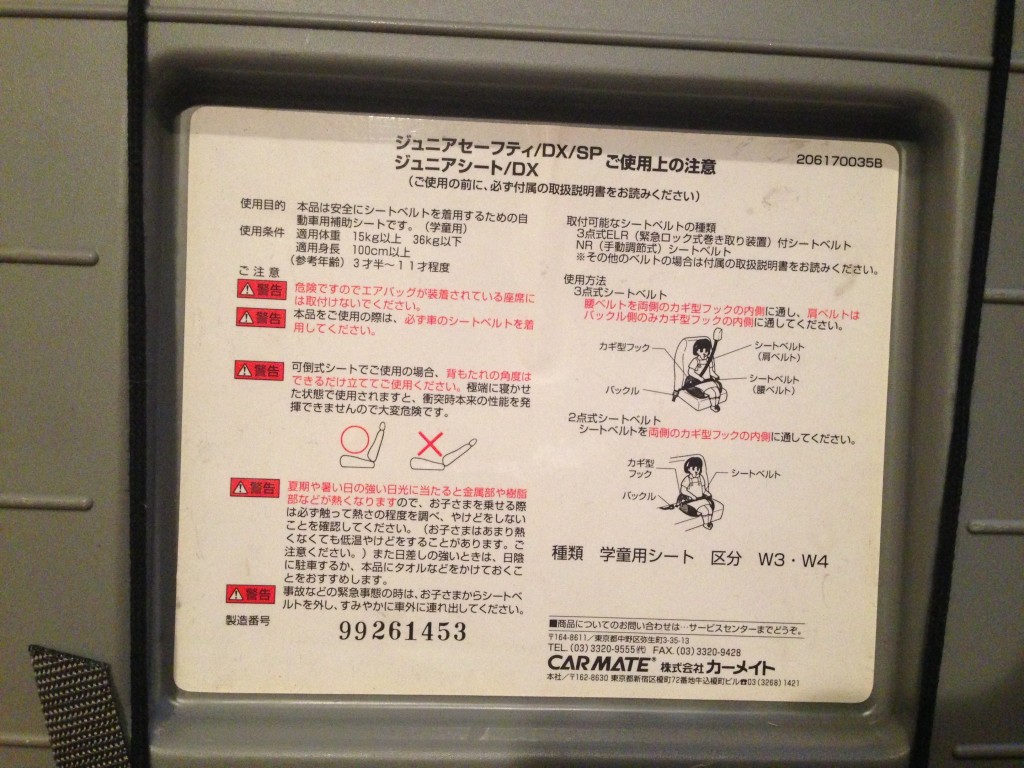 ジュニアセーフティ/DX/SP
ジュニアシート/DX
ご使用上の注意
206170035B
(ご使用の前に、必ず付属の取扱説明書をお読みください)
使用目的 本品は安全にシートベルトを着用するための自
動車用補助シートです。(学童用)
使用条件 適用体重 15kg以上 36kg以下
適用身長 100cm以上
(参考年齢) 3才半~11才程度
ご注意
警告 危険ですのでエアバッグが装着されている座席に
は取付けないでください。
警告 本品をご使用の際は、必ず車のシートベルトを着
用してください。
警告 可倒式シートでご使用の場合、背もたれの角度は
できるだけ立ててご使用ください。極端に寝かせ
た状態で使用されますと、衝突時本来の性能を発
揮できませんので大変危険です。
警告 夏期や暑い日の強い日光に当たると金属部や樹脂
部などが熱くなりますので、お子さまを乗せる際
は必ず触って熱さの程度を調べ、やけどをしない
ことを確認してください。(お子さまはあまり熱
くなくても低温やけどをすることがあります。ご
注意ください。)また日差しの強いときは、日陰
に駐車するか、本品にタオルなどをかけておくこ
とをおすすめします。
警告 事故などの緊急事態の時は、お子さまからシートベ
ルトを外し、すみやかに車外に連れ出してください。
製造番号 99261453
取付可能なシートベルトの種類
3点式ELR(緊急ロック式巻き取り装置)付シートベルト
NR(手動調節式)シートベルト
※その他のベルトの場合は付属の取扱説明書をお読みください。
使用方法
3点式シートベルト
腰ベルトを両側のカギ型フックの内側に通し、肩ベルトは
バックル側のみカギ型フックの内側に通してください。
カギ型フック
シートベルト
(肩ベルト)
シートベルト
(腰ベルト)
バックル
2点式シートベルト
シートベルトを両側のカギ型フックの内側に通してください。
カギ型
フック
シートベルト
バックル
種類 学童用シート 区分 W3・W4
■商品についてのお問い合わせは…サービスセンターまでどうぞ。
〒164-8611/東京都中野区弥生町3-35-13
TEL.(03)3320-9555㈹ FAX.(03)3320-9428
CARMATE® 株式会社 カーメイト
本社/〒162-8630 東京都新宿区榎町72番地牛込榎町ビル☎03(3268)1421